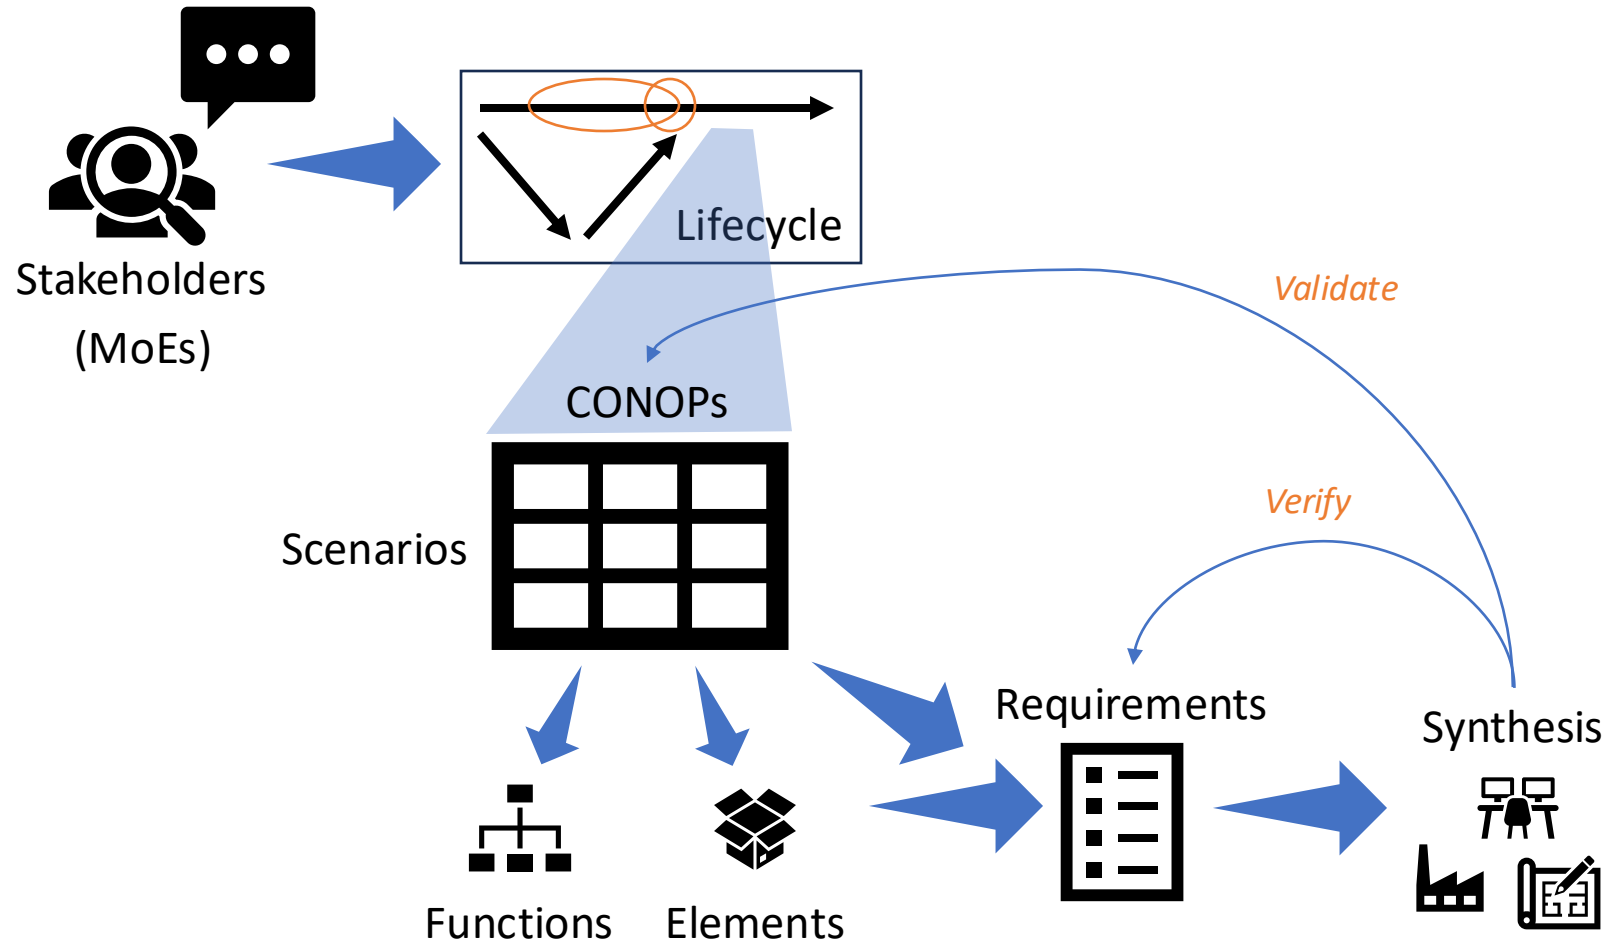 Stakeholders
(MoEs)
Lifecycle
Validate
CONOPs
Verify
Scenarios
Requirements
Synthesis
Functions
Elements